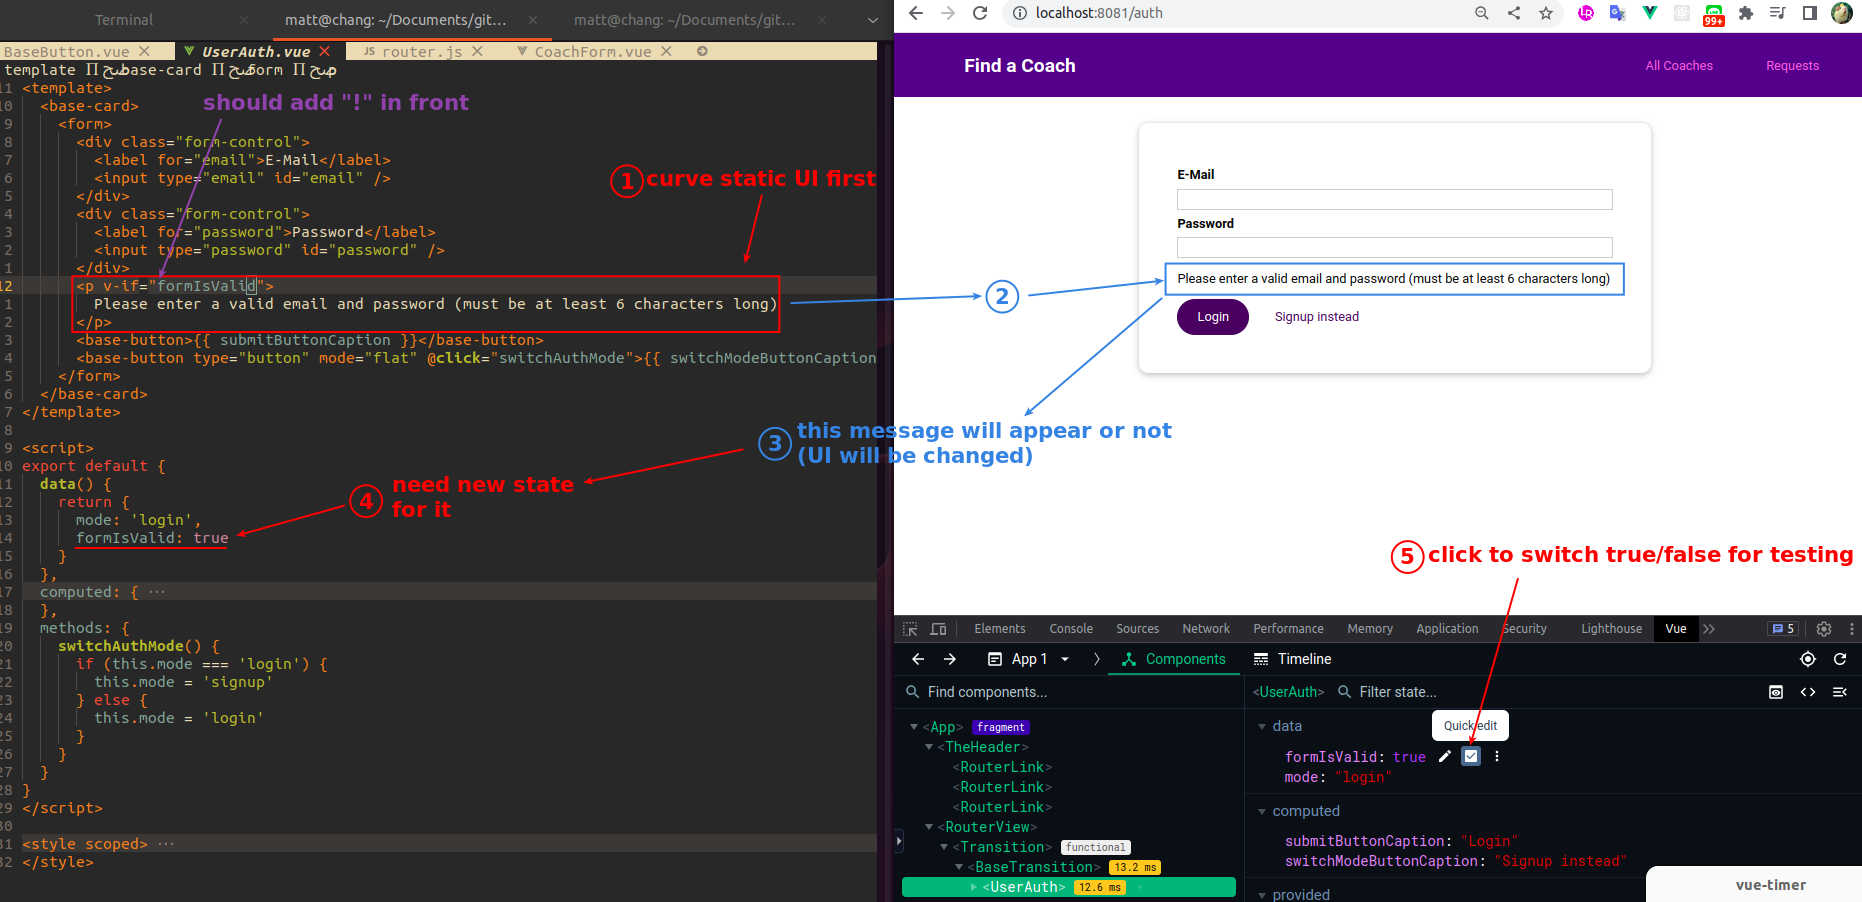 Terminal
matt@chang: ~/Documents/git...
matt@chang: ~/Documents/git...
BaseButton.vue
UserAuth.vue
JS router.js
CoachForm.vue
11 <template>
10 <base-card>
should add "!" in front
9 <form>
8 <div class="form-control">
7 <label for="email">E-Mail</label>
6 <input type="email" id="email" />
5 </div>
4 <div class="form-control">
3 <label for="password">Password</label>
2 <input type="password" id="password" />
1 </div>
12 <p v-if="formIsValid">
1 Please enter a valid email and password (must be at least 6 characters long)
2 </p>
3 <base-button>{{ submitButtonCaption }}</base-button>
4 <base-button type="button" mode="flat" @click="switchAuthMode">{{ switchModeButtonCaption
5 </form>
6 </base-card>
7 </template>
8
9 <script>
10 export default {
11 data() {
12 return {
13 mode: 'login',
14 formIsValid: true
15 }
16 },
17 computed: { ...
18 },
19 methods: {
20 switchAuthMode() {
21 if (this.mode === 'login') {
22 this.mode = 'signup'
23 } else {
24 this.mode = 'login'
25 }
26 }
27 }
28 }
29 </script>
30
31 <style scoped> ...
32 </style>
1 curve static UI first
2
3 this message will appear or not
(UI will be changed)
4 need new state
for it
localhost:8081/auth
99+
Find a Coach
All Coaches
Requests
E-Mail
Password
Please enter a valid email and password (must be at least 6 characters long)
Login
Signup instead
5 click to switch true/false for testing
Elements
Console
Sources
Network
Performance
Memory
Application
Security
Lighthouse
Vue
5
App 1
Components
Timeline
Find components...
<UserAuth>
Filter state...
<App> fragment
<TheHeader>
<RouterLink>
<RouterLink>
<RouterLink>
<RouterView>
<Transition> functional
<BaseTransition> 13.2 ms
<UserAuth> 12.6 ms
Quick edit
data
formIsValid: true
mode: "login"
computed
submitButtonCaption: "Login"
switchModeButtonCaption: "Signup instead"
provided
vue-timer